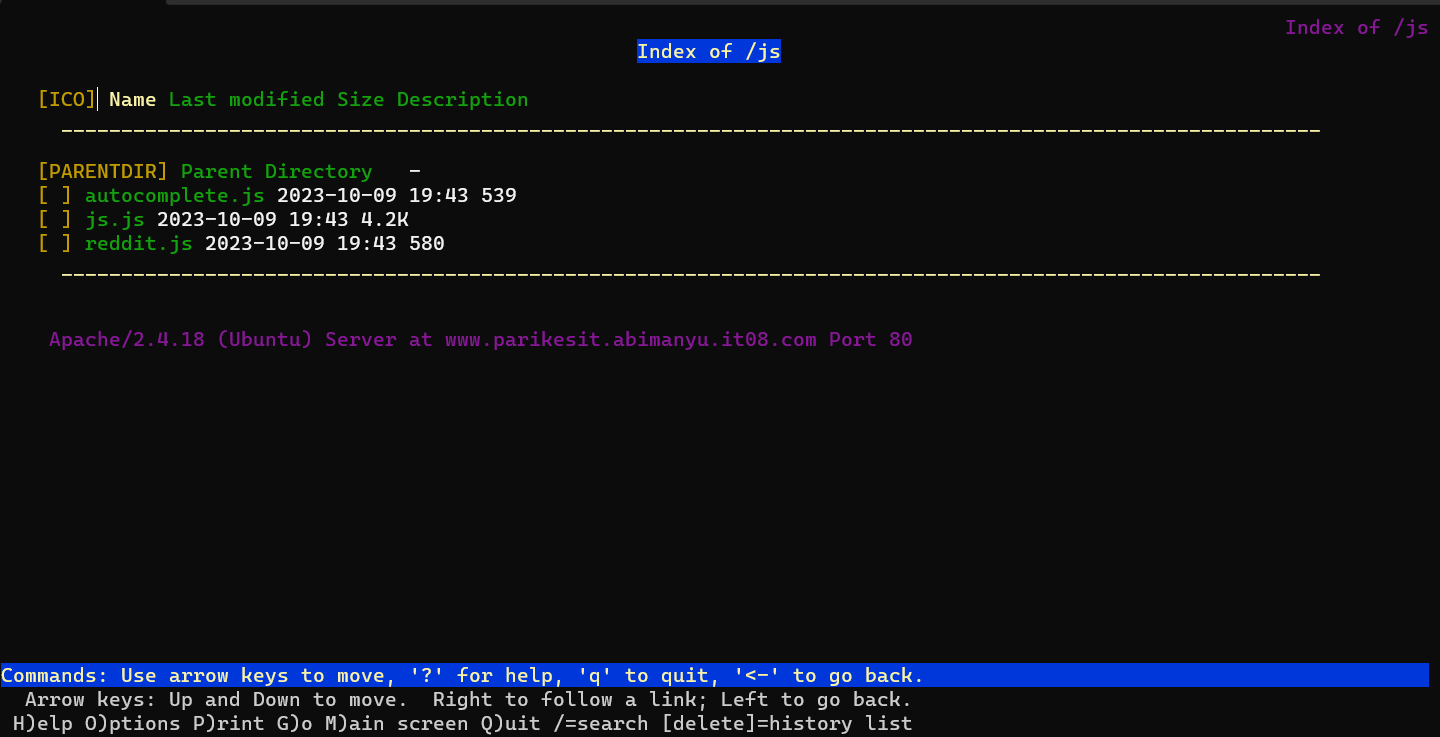 Index of /js
Index of /js
[ICO] Name Last modified Size Description
---------------------------------------------------------------------------------------------------------
[PARENTDIR] Parent Directory   -
[ ] autocomplete.js 2023-10-09 19:43 539
[ ] js.js 2023-10-09 19:43 4.2K
[ ] reddit.js 2023-10-09 19:43 580
---------------------------------------------------------------------------------------------------------
Apache/2.4.18 (Ubuntu) Server at www.parikesit.abimanyu.it08.com Port 80
Commands: Use arrow keys to move, '?' for help, 'q' to quit, '<-' to go back.
Arrow keys: Up and Down to move.  Right to follow a link; Left to go back.
H)elp O)ptions P)rint G)o M)ain screen Q)uit /=search [delete]=history list